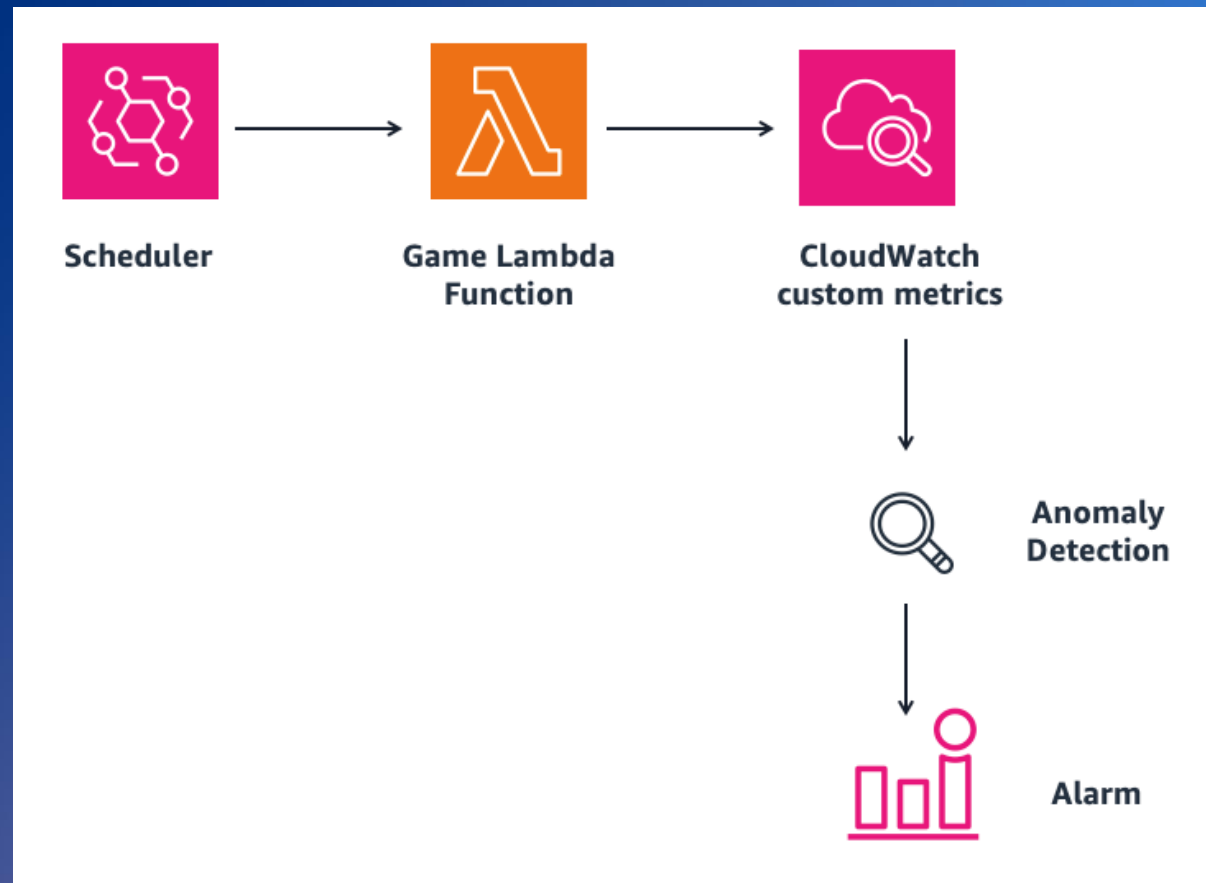 Scheduler
Game Lambda
Function
CloudWatch
custom metrics
Anomaly
Detection
Alarm